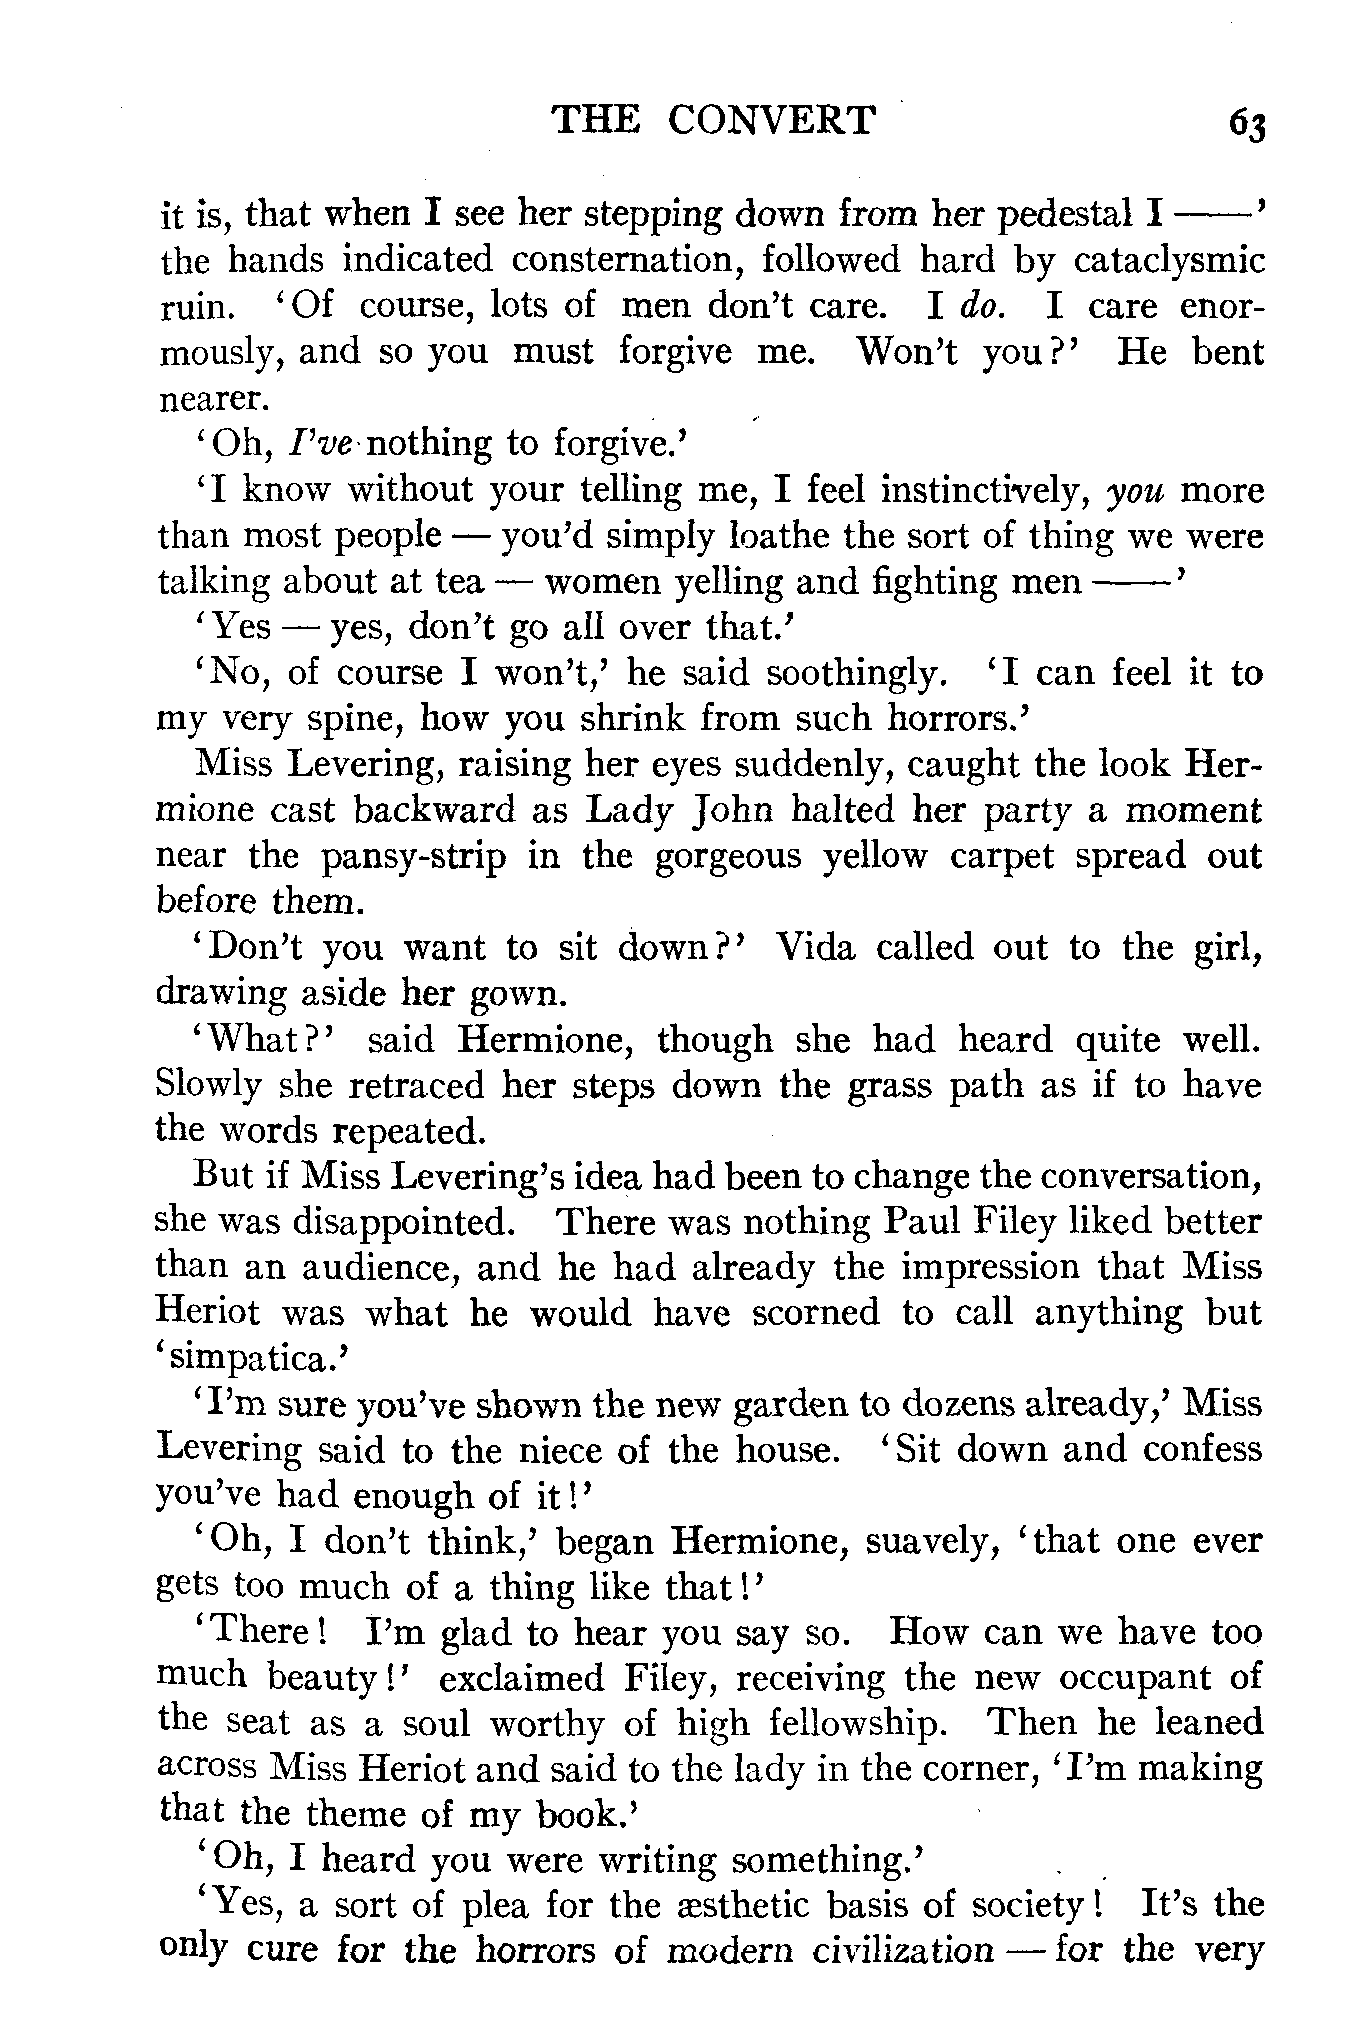 THE CONVERT 63
it is, that when I see her stepping down from her pedestal I ——’
the hands indicated consternation, followed hard by cataclysmic
ruin. ‘Of course, lots of men don’t care. I do. I care enor-
mously, and so you must forgive me. Won’t you?’ He bent
nearer.
‘Oh, I’ve nothing to forgive.’
‘I know without your telling me, I feel instinctively, you more
than most people — you’d simply loathe the sort of thing we were
talking about at tea — women yelling and fighting men ——’
‘Yes — yes, don’t go all over that.’
‘No, of course I won’t,’ he said soothingly. ‘I can feel it to
my very spine, how you shrink from such horrors.’
Miss Levering, raising her eyes suddenly, caught the look Her-
mione cast backward as Lady John halted her party a moment
near the pansy-strip in the gorgeous yellow carpet spread out
before them.
‘Don’t you want to sit down?’ Vida called out to the girl,
drawing aside her gown.
‘What?’ said Hermione, though she had heard quite well.
Slowly she retraced her steps down the grass path as if to have
the words repeated.
But if Miss Levering’s idea had been to change the conversation,
she was disappointed. There was nothing Paul Filey liked better
than an audience, and he had already the impression that Miss
Heriot was what he would have scorned to call anything but
‘simpatica.’
‘I’m sure you’ve shown the new garden to dozens already,’ Miss
Levering said to the niece of the house. ‘Sit down and confess
you’ve had enough of it!’
‘Oh, I don’t think,’ began Hermione, suavely, ‘that one ever
gets too much of a thing like that!’
‘There! I’m glad to hear you say so. How can we have too
much beauty!’ exclaimed Filey, receiving the new occupant of
the seat as a soul worthy of high fellowship. Then he leaned
across Miss Heriot and said to the lady in the corner, ‘I’m making
that the theme of my book.’
‘Oh, I heard you were writing something.’
‘Yes, a sort of plea for the æsthetic basis of society! It’s the
only cure for the horrors of modern civilization — for the very